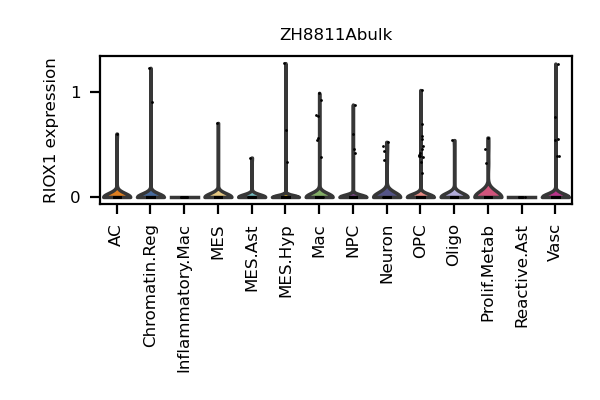 ZH8811Abulk
RIOX1 expression
1
0
AC
Chromatin.Reg
Inflammatory.Mac
MES
MES.Ast
MES.Hyp
Mac
NPC
Neuron
OPC
Oligo
Prolif.Metab
Reactive.Ast
Vasc